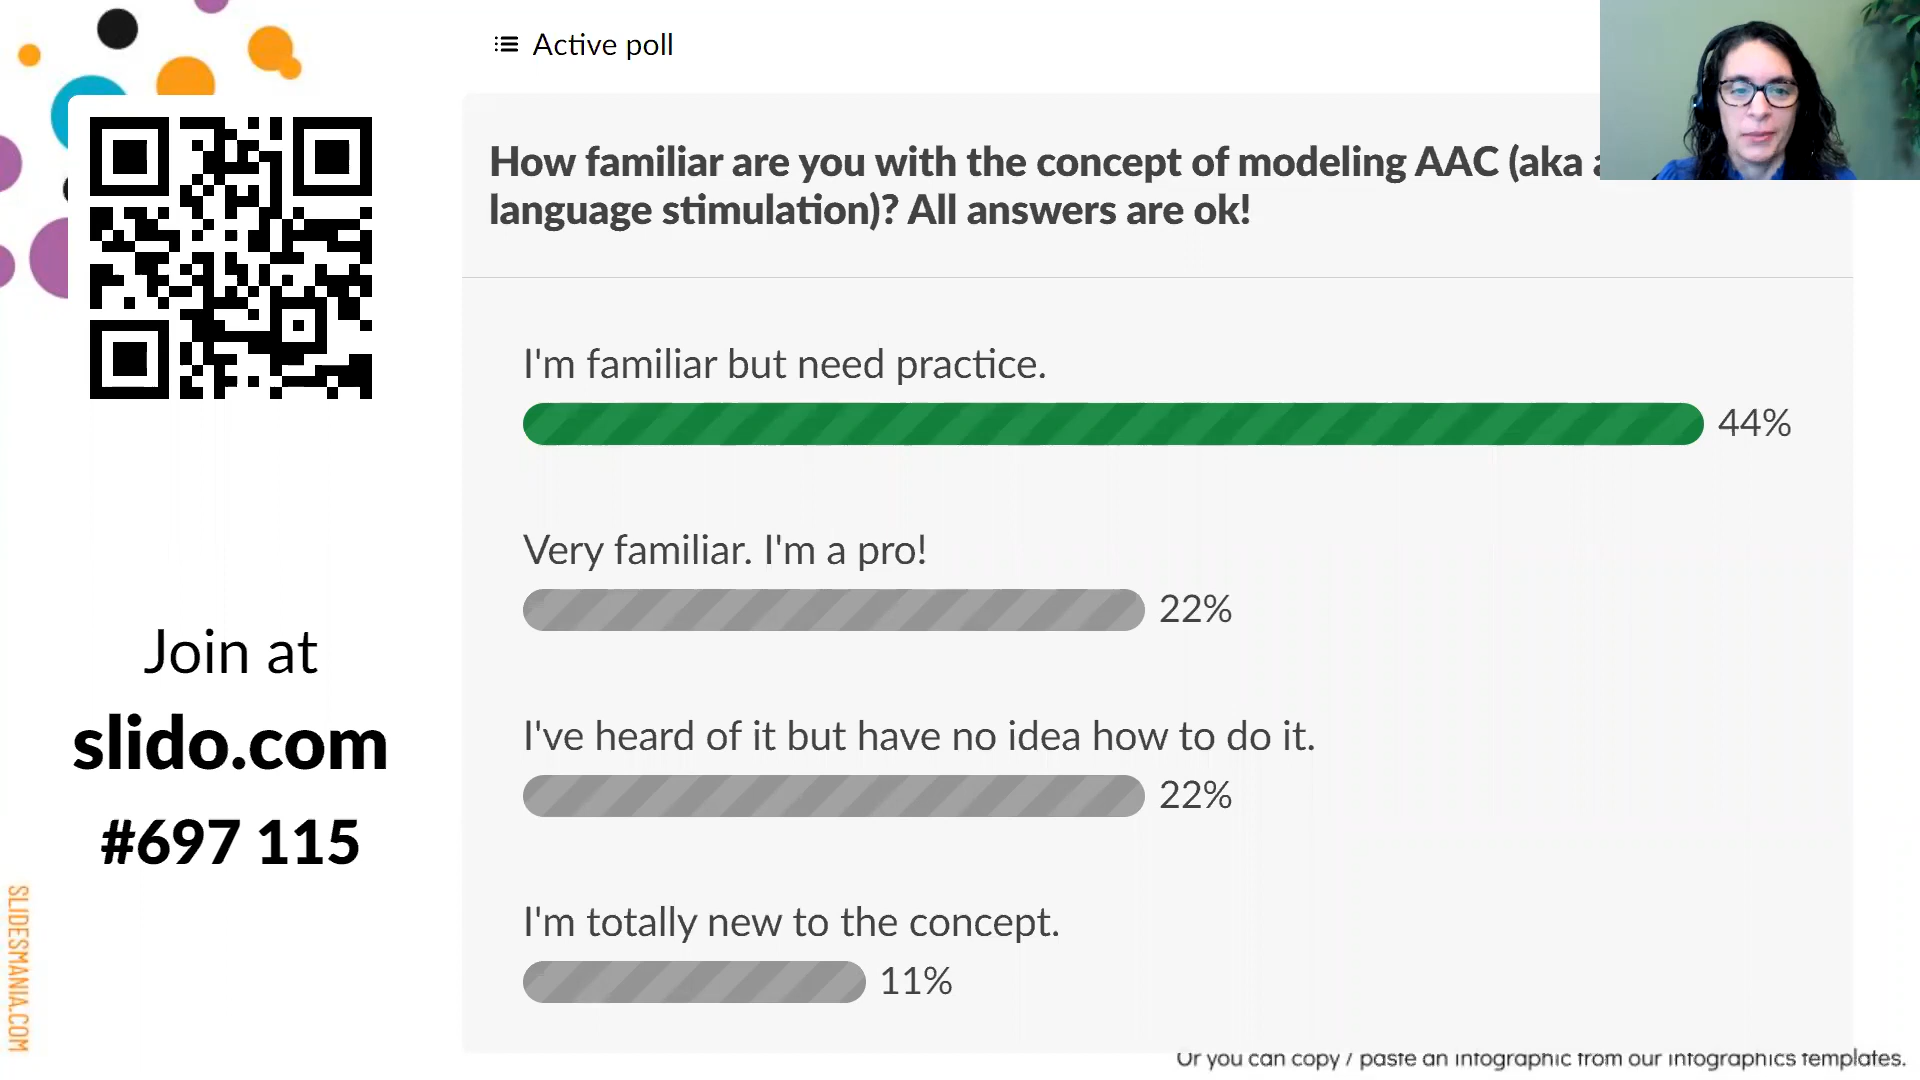 Active poll
How familiar are you with the concept of modeling AAC (aka
language stimulation)? All answers are ok!
I'm familiar but need practice.
44%
Very familiar. I'm a pro!
22%
I've heard of it but have no idea how to do it.
22%
I'm totally new to the concept.
11%
Join at
slido.com
#697 115
SLIDESMANIA.COM
Or you can copy / paste an infographic from our infographics templates.